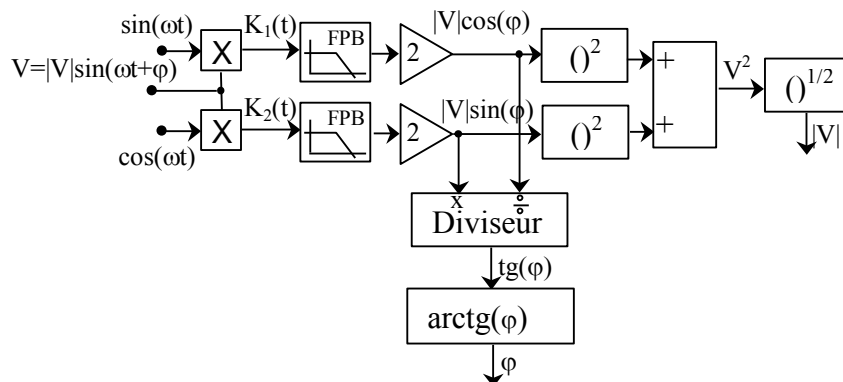 sin(ωt)
V=|V|sin(ωt+φ)
cos(ωt)
X
X
K₁(t)
K₂(t)
FPB
FPB
2
2
|V|cos(φ)
|V|sin(φ)
()²
()²
+
+
V²
()^{1/2}
|V|
x
÷
Diviseur
tg(φ)
arctg(φ)
φ